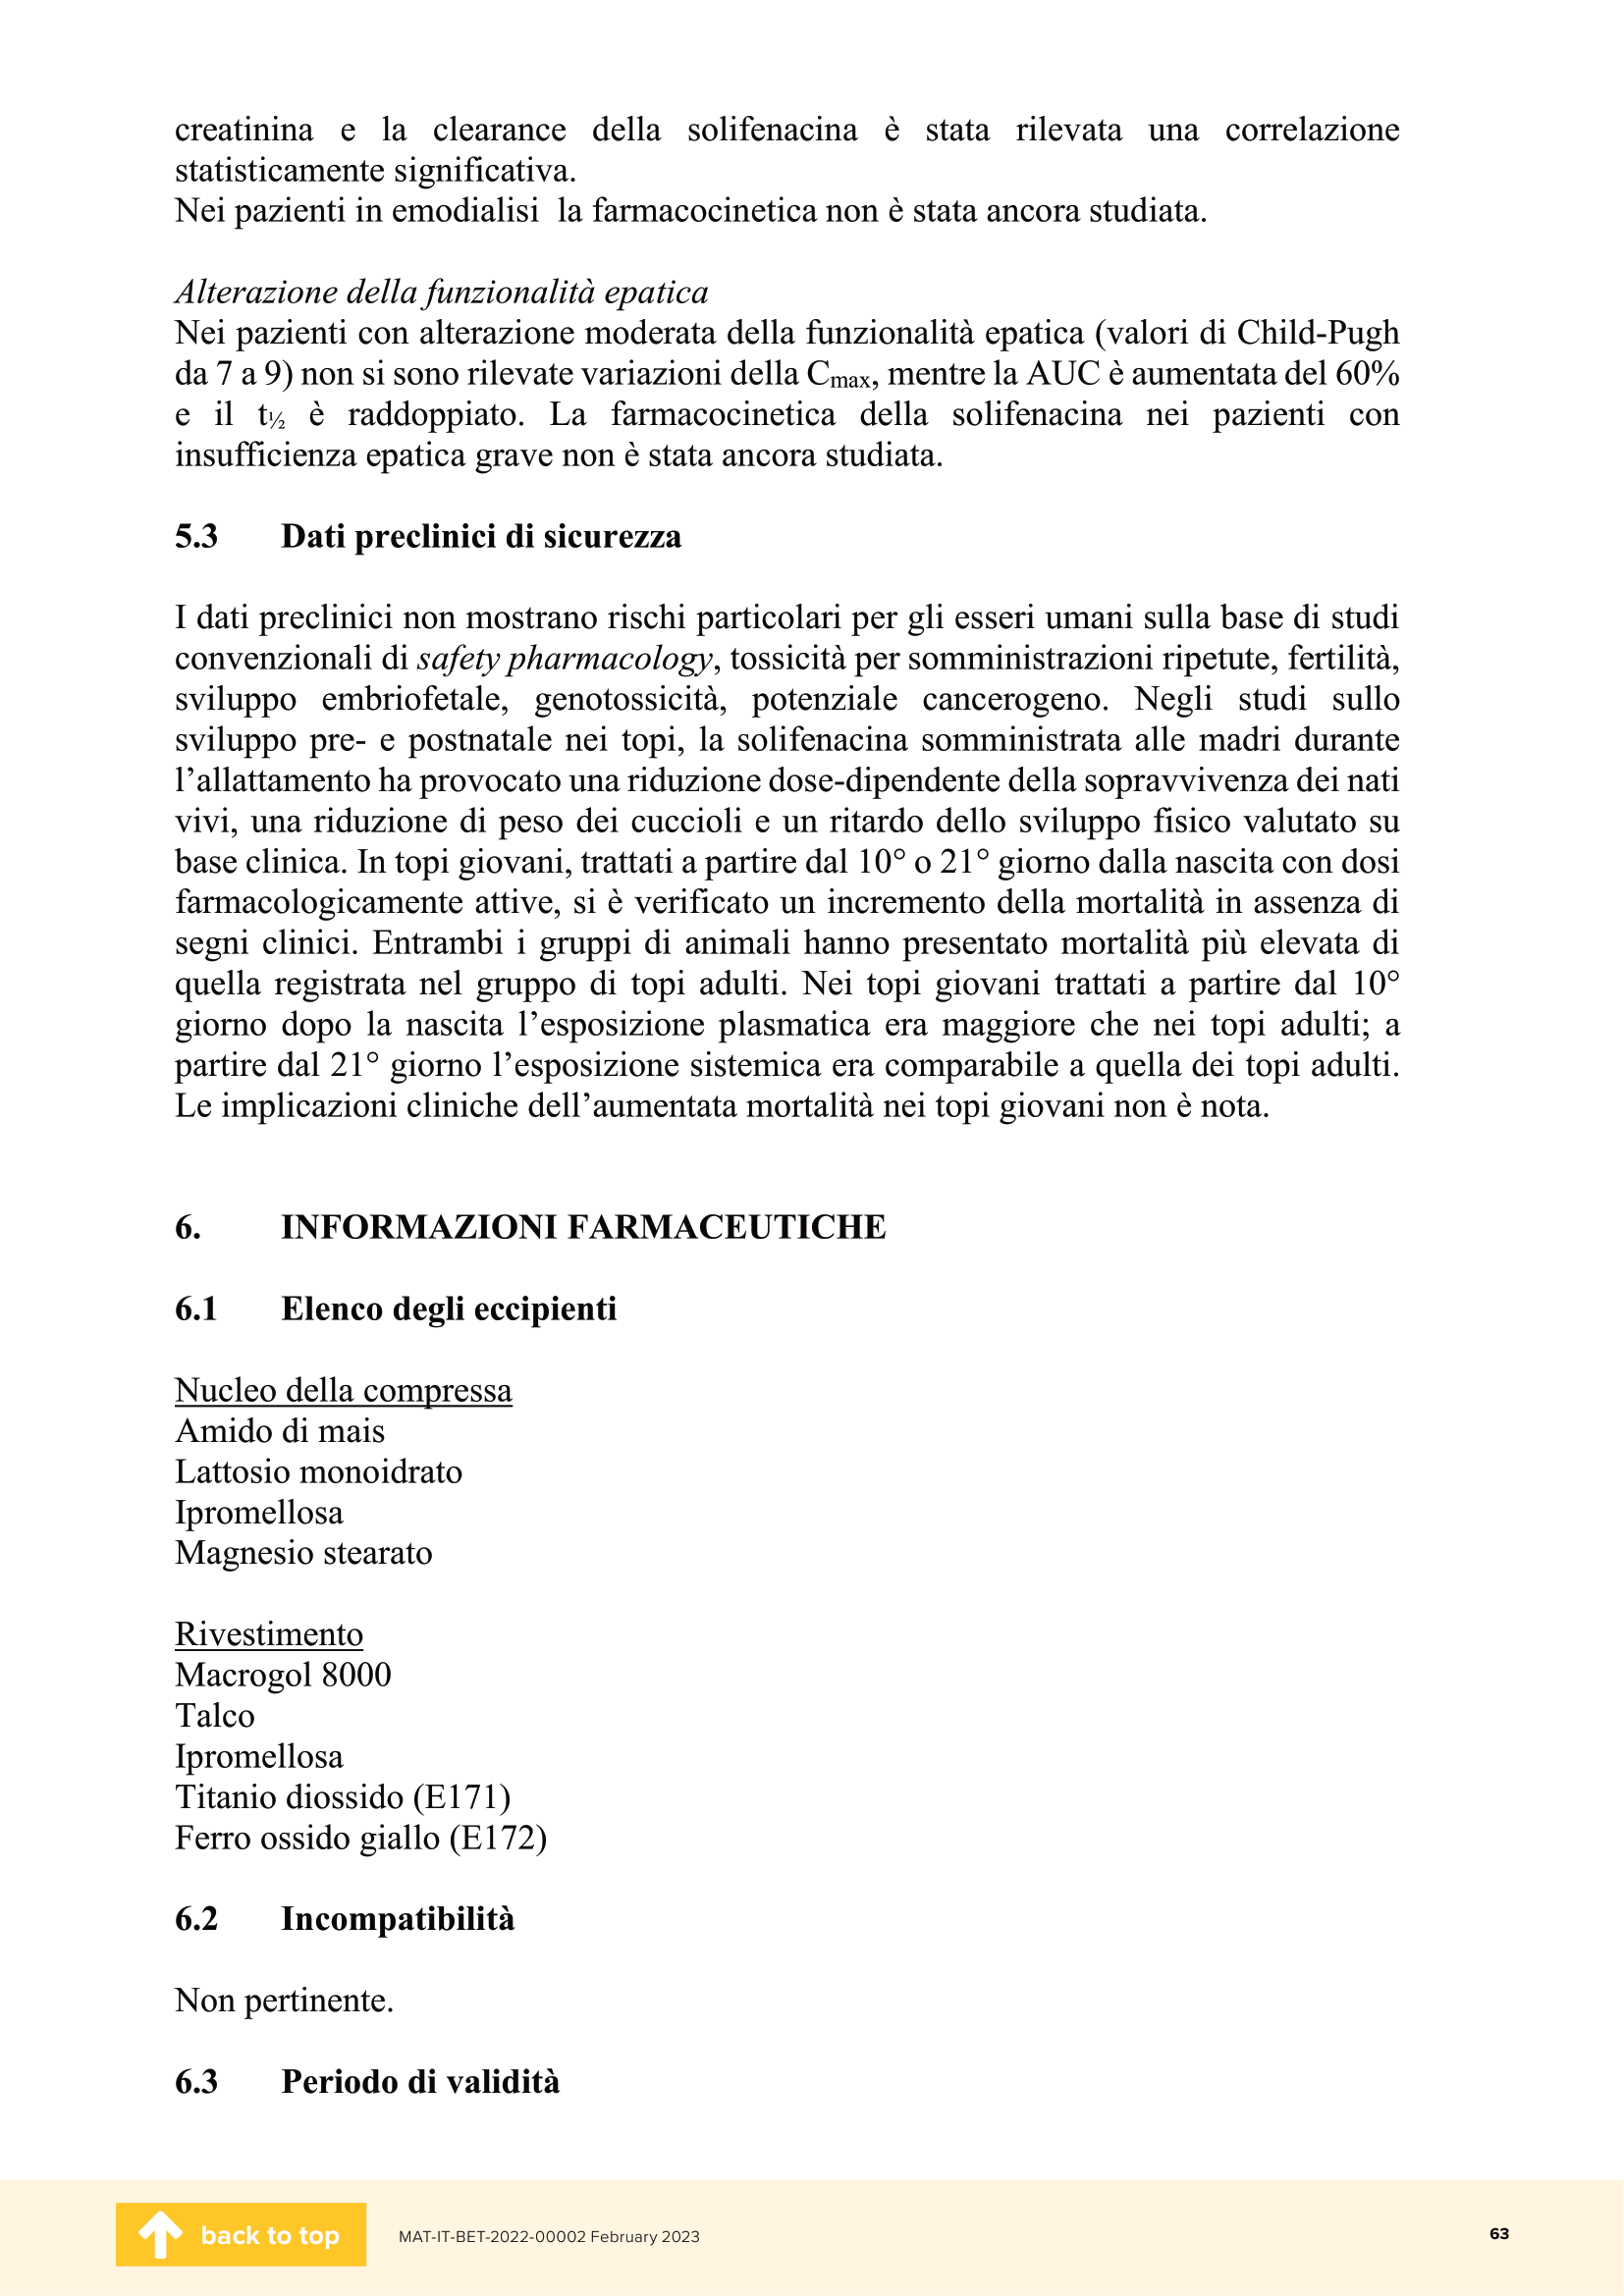 creatinina e la clearance della solifenacina è stata rilevata una correlazione
statisticamente significativa.
Nei pazienti in emodialisi  la farmacocinetica non è stata ancora studiata.
Alterazione della funzionalità epatica
Nei pazienti con alterazione moderata della funzionalità epatica (valori di Child-Pugh
da 7 a 9) non si sono rilevate variazioni della Cmax, mentre la AUC è aumentata del 60%
e il t½ è raddoppiato. La farmacocinetica della solifenacina nei pazienti con
insufficienza epatica grave non è stata ancora studiata.
5.3 Dati preclinici di sicurezza
I dati preclinici non mostrano rischi particolari per gli esseri umani sulla base di studi
convenzionali di safety pharmacology, tossicità per somministrazioni ripetute, fertilità,
sviluppo embriofetale, genotossicità, potenziale cancerogeno. Negli studi sullo
sviluppo pre- e postnatale nei topi, la solifenacina somministrata alle madri durante
l’allattamento ha provocato una riduzione dose-dipendente della sopravvivenza dei nati
vivi, una riduzione di peso dei cuccioli e un ritardo dello sviluppo fisico valutato su
base clinica. In topi giovani, trattati a partire dal 10° o 21° giorno dalla nascita con dosi
farmacologicamente attive, si è verificato un incremento della mortalità in assenza di
segni clinici. Entrambi i gruppi di animali hanno presentato mortalità più elevata di
quella registrata nel gruppo di topi adulti. Nei topi giovani trattati a partire dal 10°
giorno dopo la nascita l’esposizione plasmatica era maggiore che nei topi adulti; a
partire dal 21° giorno l’esposizione sistemica era comparabile a quella dei topi adulti.
Le implicazioni cliniche dell’aumentata mortalità nei topi giovani non è nota.
6. INFORMAZIONI FARMACEUTICHE
6.1 Elenco degli eccipienti
Nucleo della compressa
Amido di mais
Lattosio monoidrato
Ipromellosa
Magnesio stearato
Rivestimento
Macrogol 8000
Talco
Ipromellosa
Titanio diossido (E171)
Ferro ossido giallo (E172)
6.2 Incompatibilità
Non pertinente.
6.3 Periodo di validità
back to top
MAT-IT-BET-2022-00002 February 2023
63